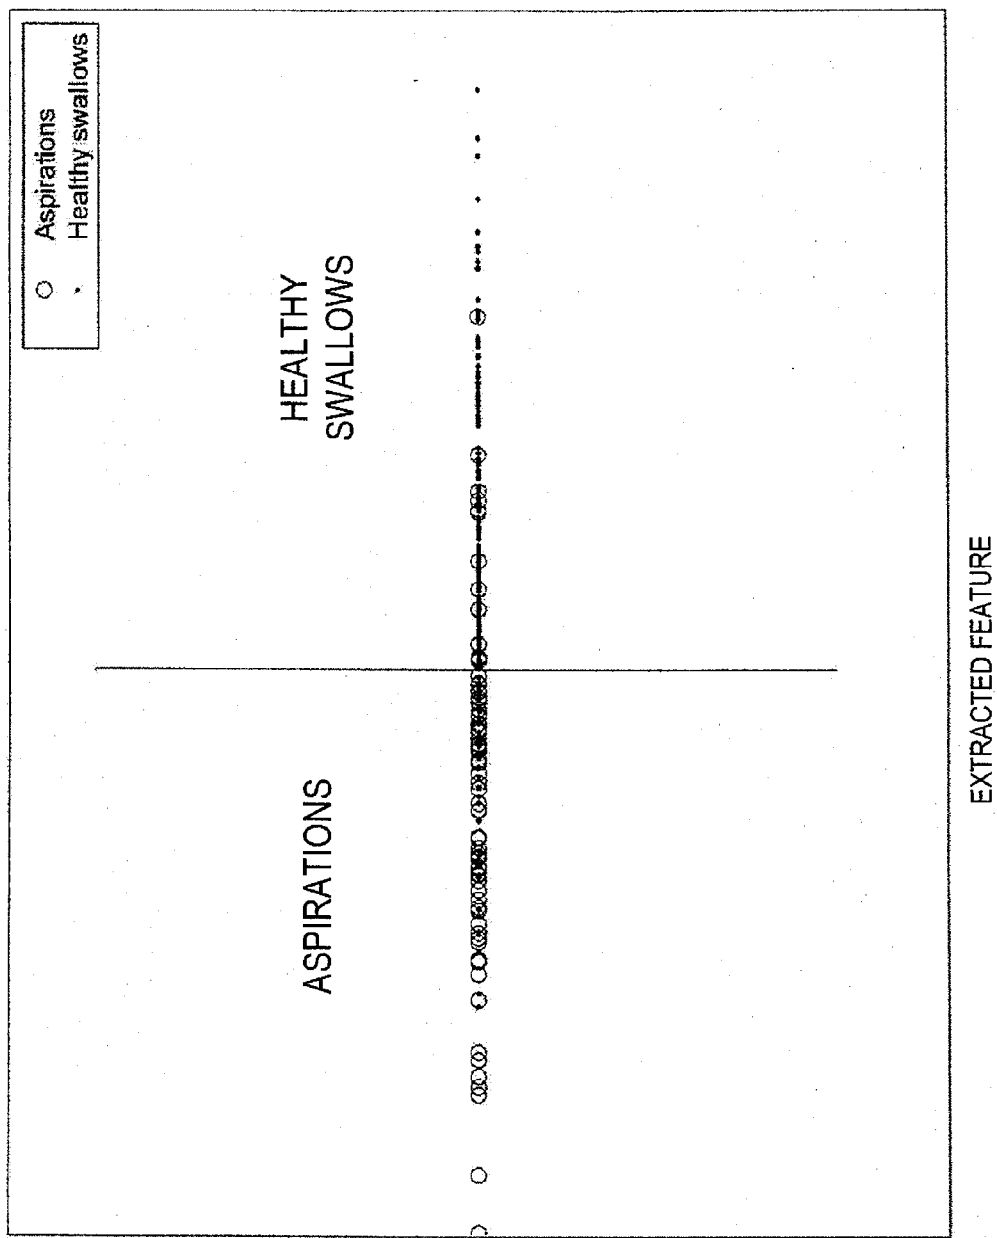 Aspirations
Healthy swallows
HEALTHY
SWALLOWS
ASPIRATIONS
EXTRACTED FEATURE